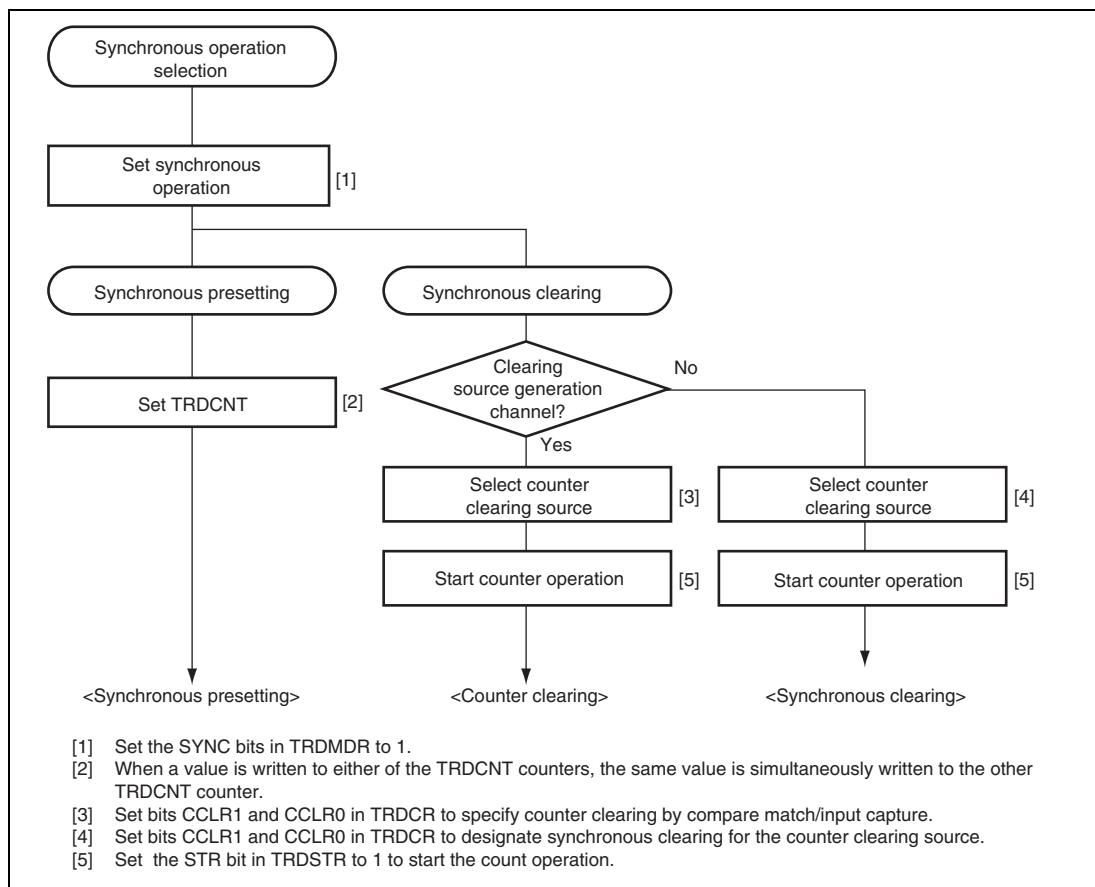 Synchronous operation
selection
Set synchronous
operation
[1]
Synchronous presetting
Synchronous clearing
Set TRDCNT
[2]
Clearing
source generation
channel?
No
Yes
Select counter
clearing source
[3]
Select counter
clearing source
[4]
Start counter operation
[5]
Start counter operation
[5]
<Synchronous presetting>
<Counter clearing>
<Synchronous clearing>
[1] Set the SYNC bits in TRDMDR to 1.
[2] When a value is written to either of the TRDCNT counters, the same value is simultaneously written to the other
TRDCNT counter.
[3] Set bits CCLR1 and CCLR0 in TRDCR to specify counter clearing by compare match/input capture.
[4] Set bits CCLR1 and CCLR0 in TRDCR to designate synchronous clearing for the counter clearing source.
[5] Set the STR bit in TRDSTR to 1 to start the count operation.